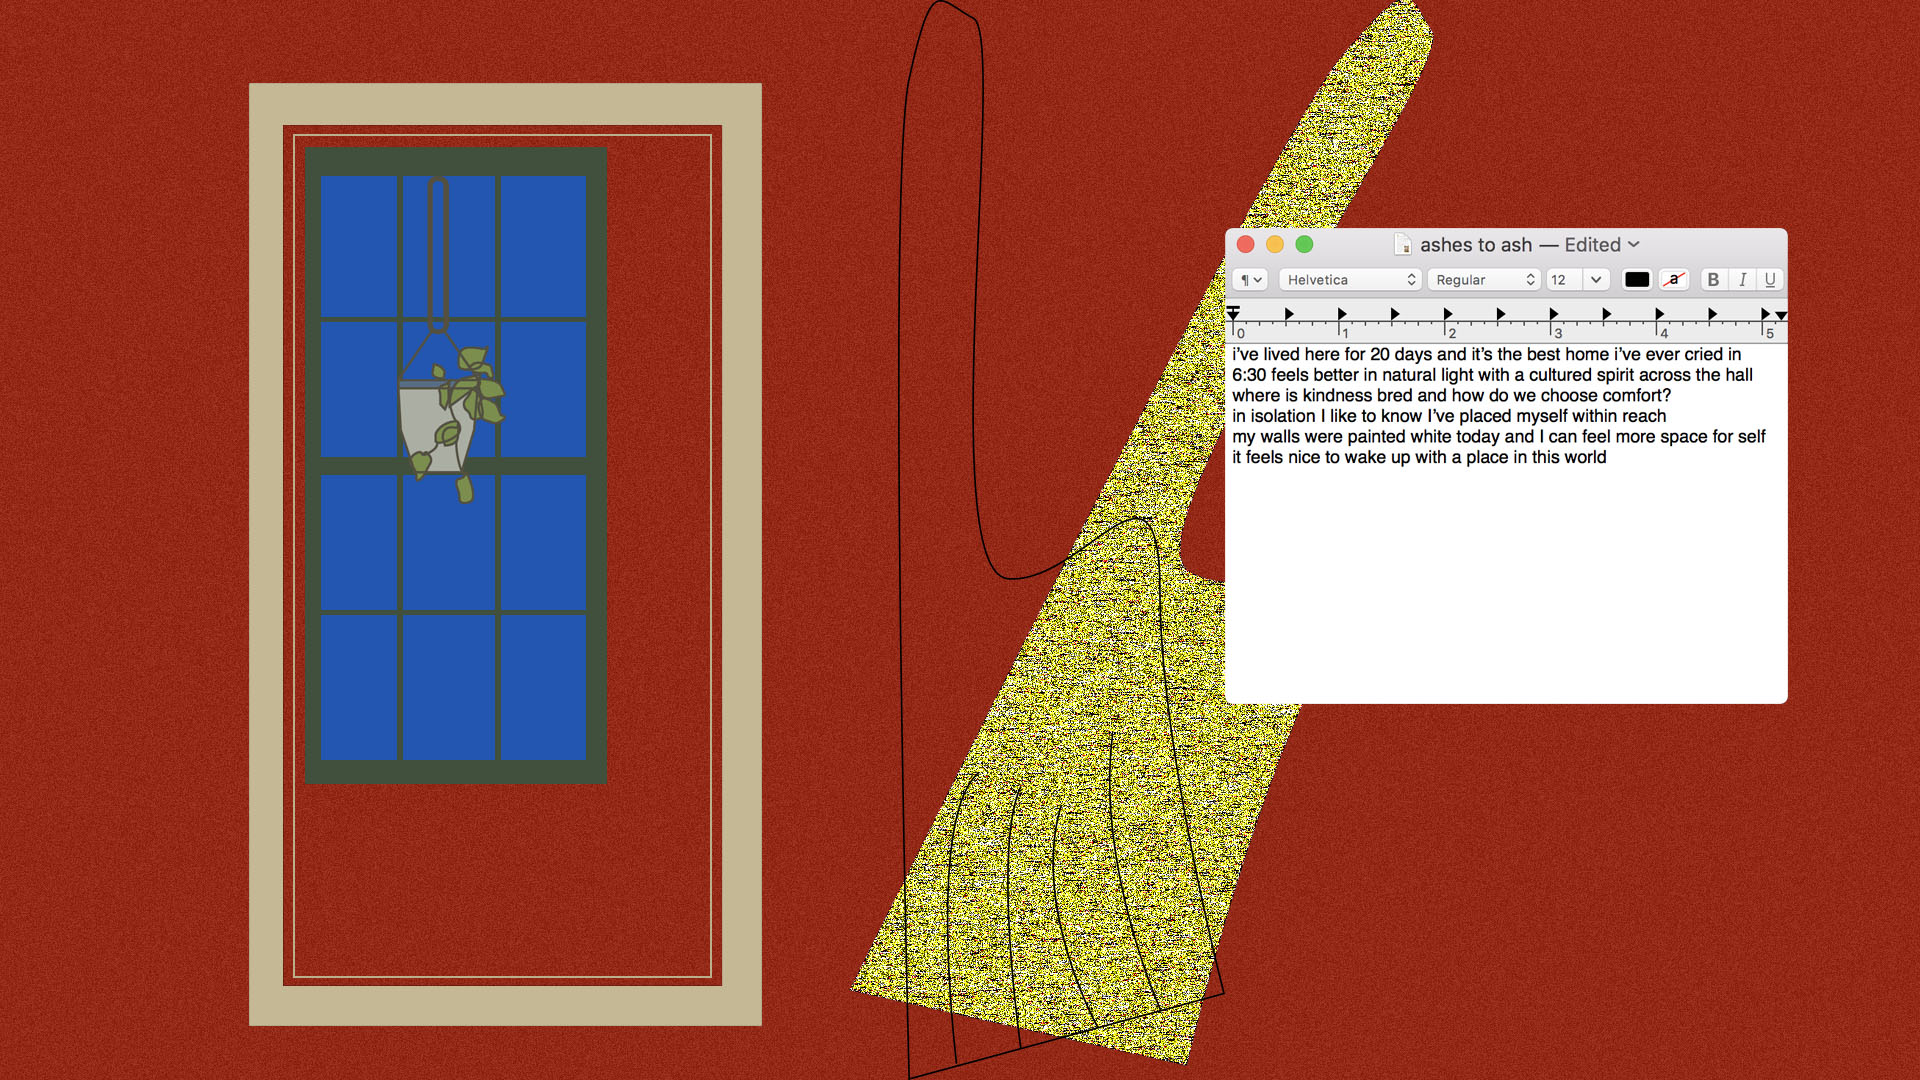 ashes to ash — Edited
¶ Helvetica Regular 12 a B I U
0 1 2 3 4 5
i’ve lived here for 20 days and it’s the best home i’ve ever cried in
6:30 feels better in natural light with a cultured spirit across the hall
where is kindness bred and how do we choose comfort?
in isolation I like to know I’ve placed myself within reach
my walls were painted white today and I can feel more space for self
it feels nice to wake up with a place in this world